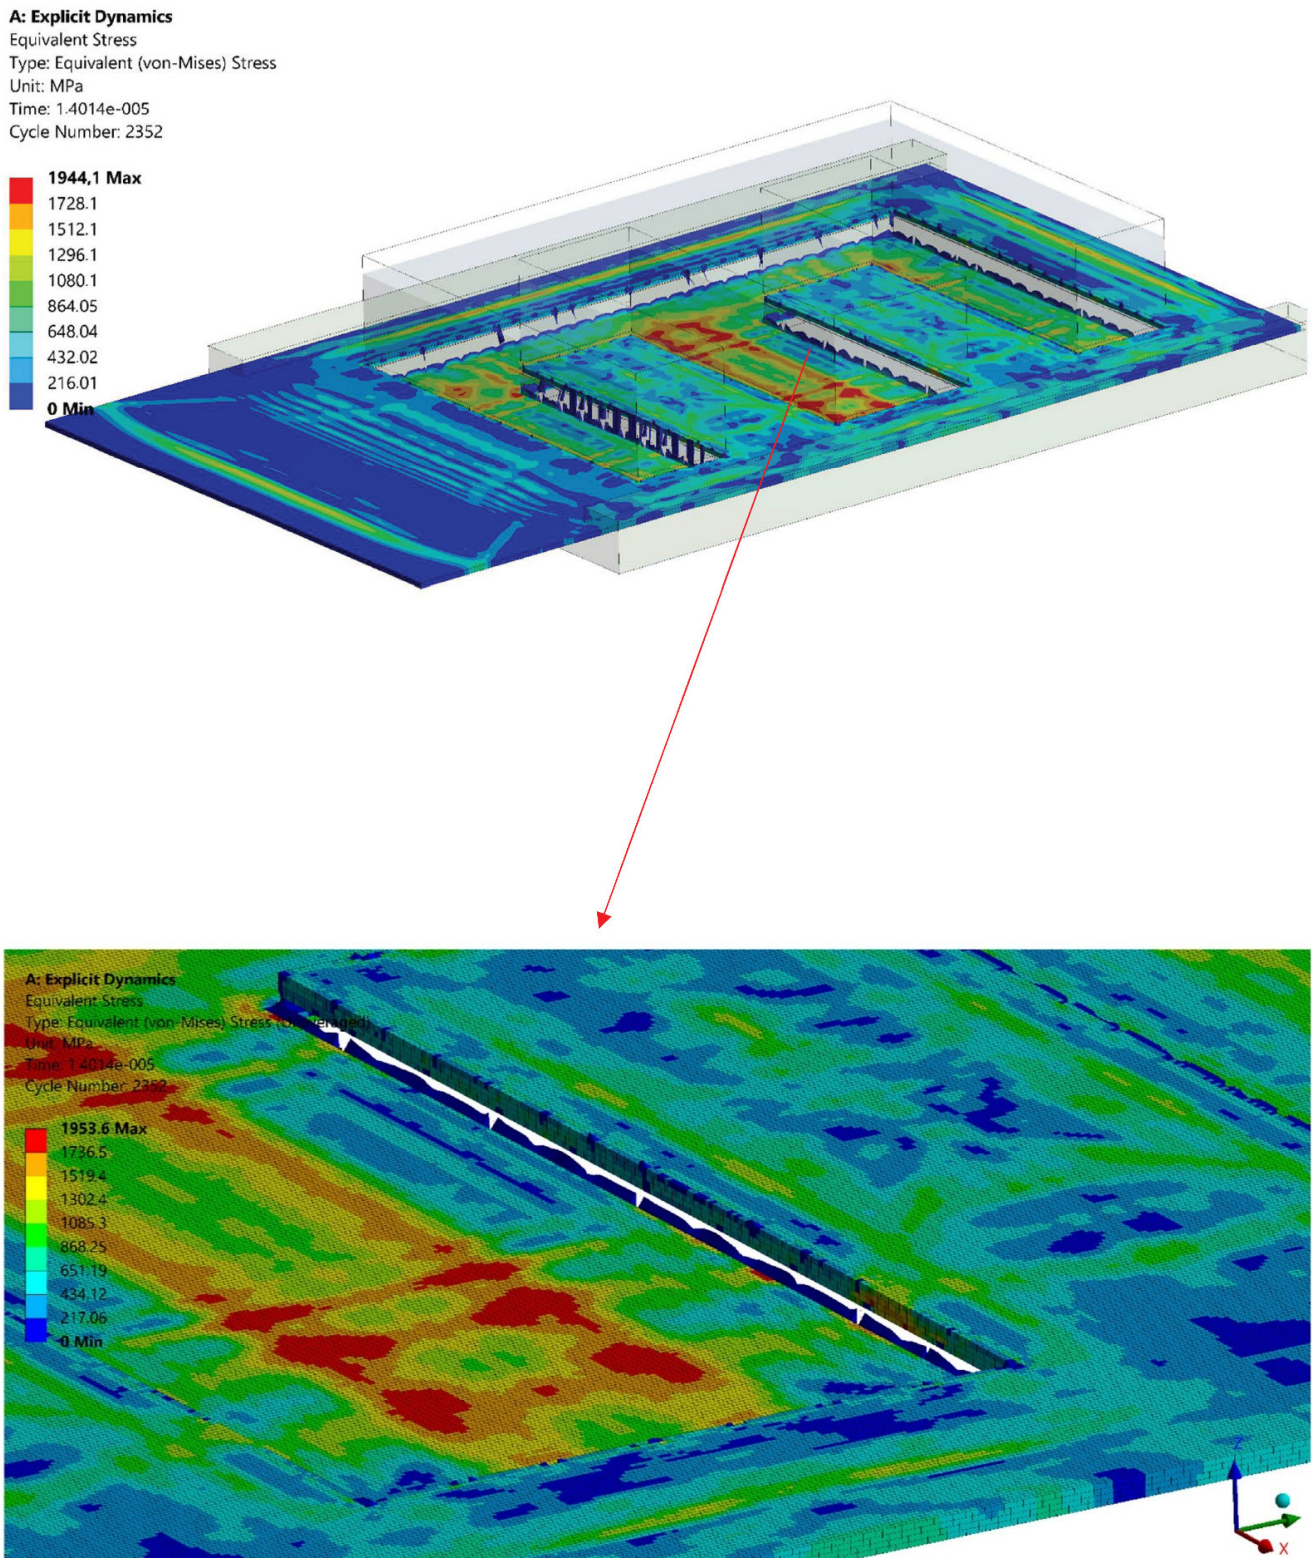 A: Explicit Dynamics
Equivalent Stress
Type: Equivalent (von-Mises) Stress
Unit: MPa
Time: 1.4014e-005
Cycle Number: 2352
1944,1 Max
1728.1
1512.1
1296.1
1080.1
864.05
648.04
432.02
216.01
0 Min
A: Explicit Dynamics
Equivalent Stress
Type: Equivalent (von-Mises) Stress (Unaveraged)
Unit: MPa
Time: 1.4014e-005
Cycle Number: 2352
1953.6 Max
1736.5
1519.4
1302.4
1085.3
868.25
651.19
434.12
217.06
0 Min
Z
X